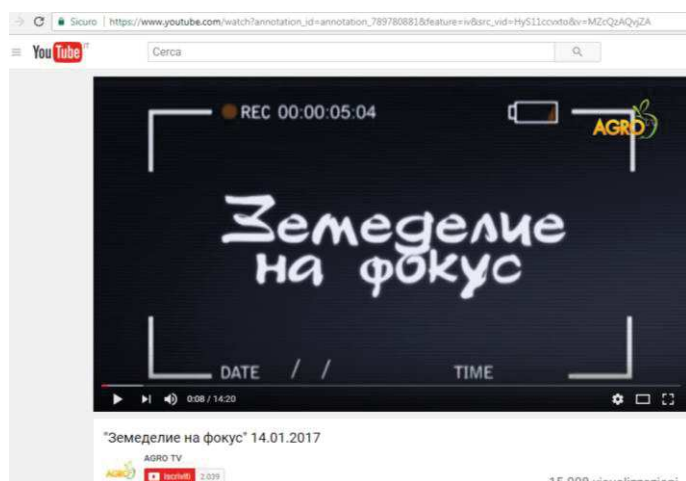 Sicuro | https://www.youtube.com/watch?annotation_id=annotation_789780881&feature=iv&src_vid=HyS11ccvxto&v=MZcQzAQvjZA
YouTube IT
Cerca
REC 00:00:05:04
AGRO TV
Земеделие
на фокус
DATE / /
TIME
0:08 / 14:20
"Земеделие на фокус" 14.01.2017
AGRO TV
AGRO
Iscriviti 2.039
visualizzazioni